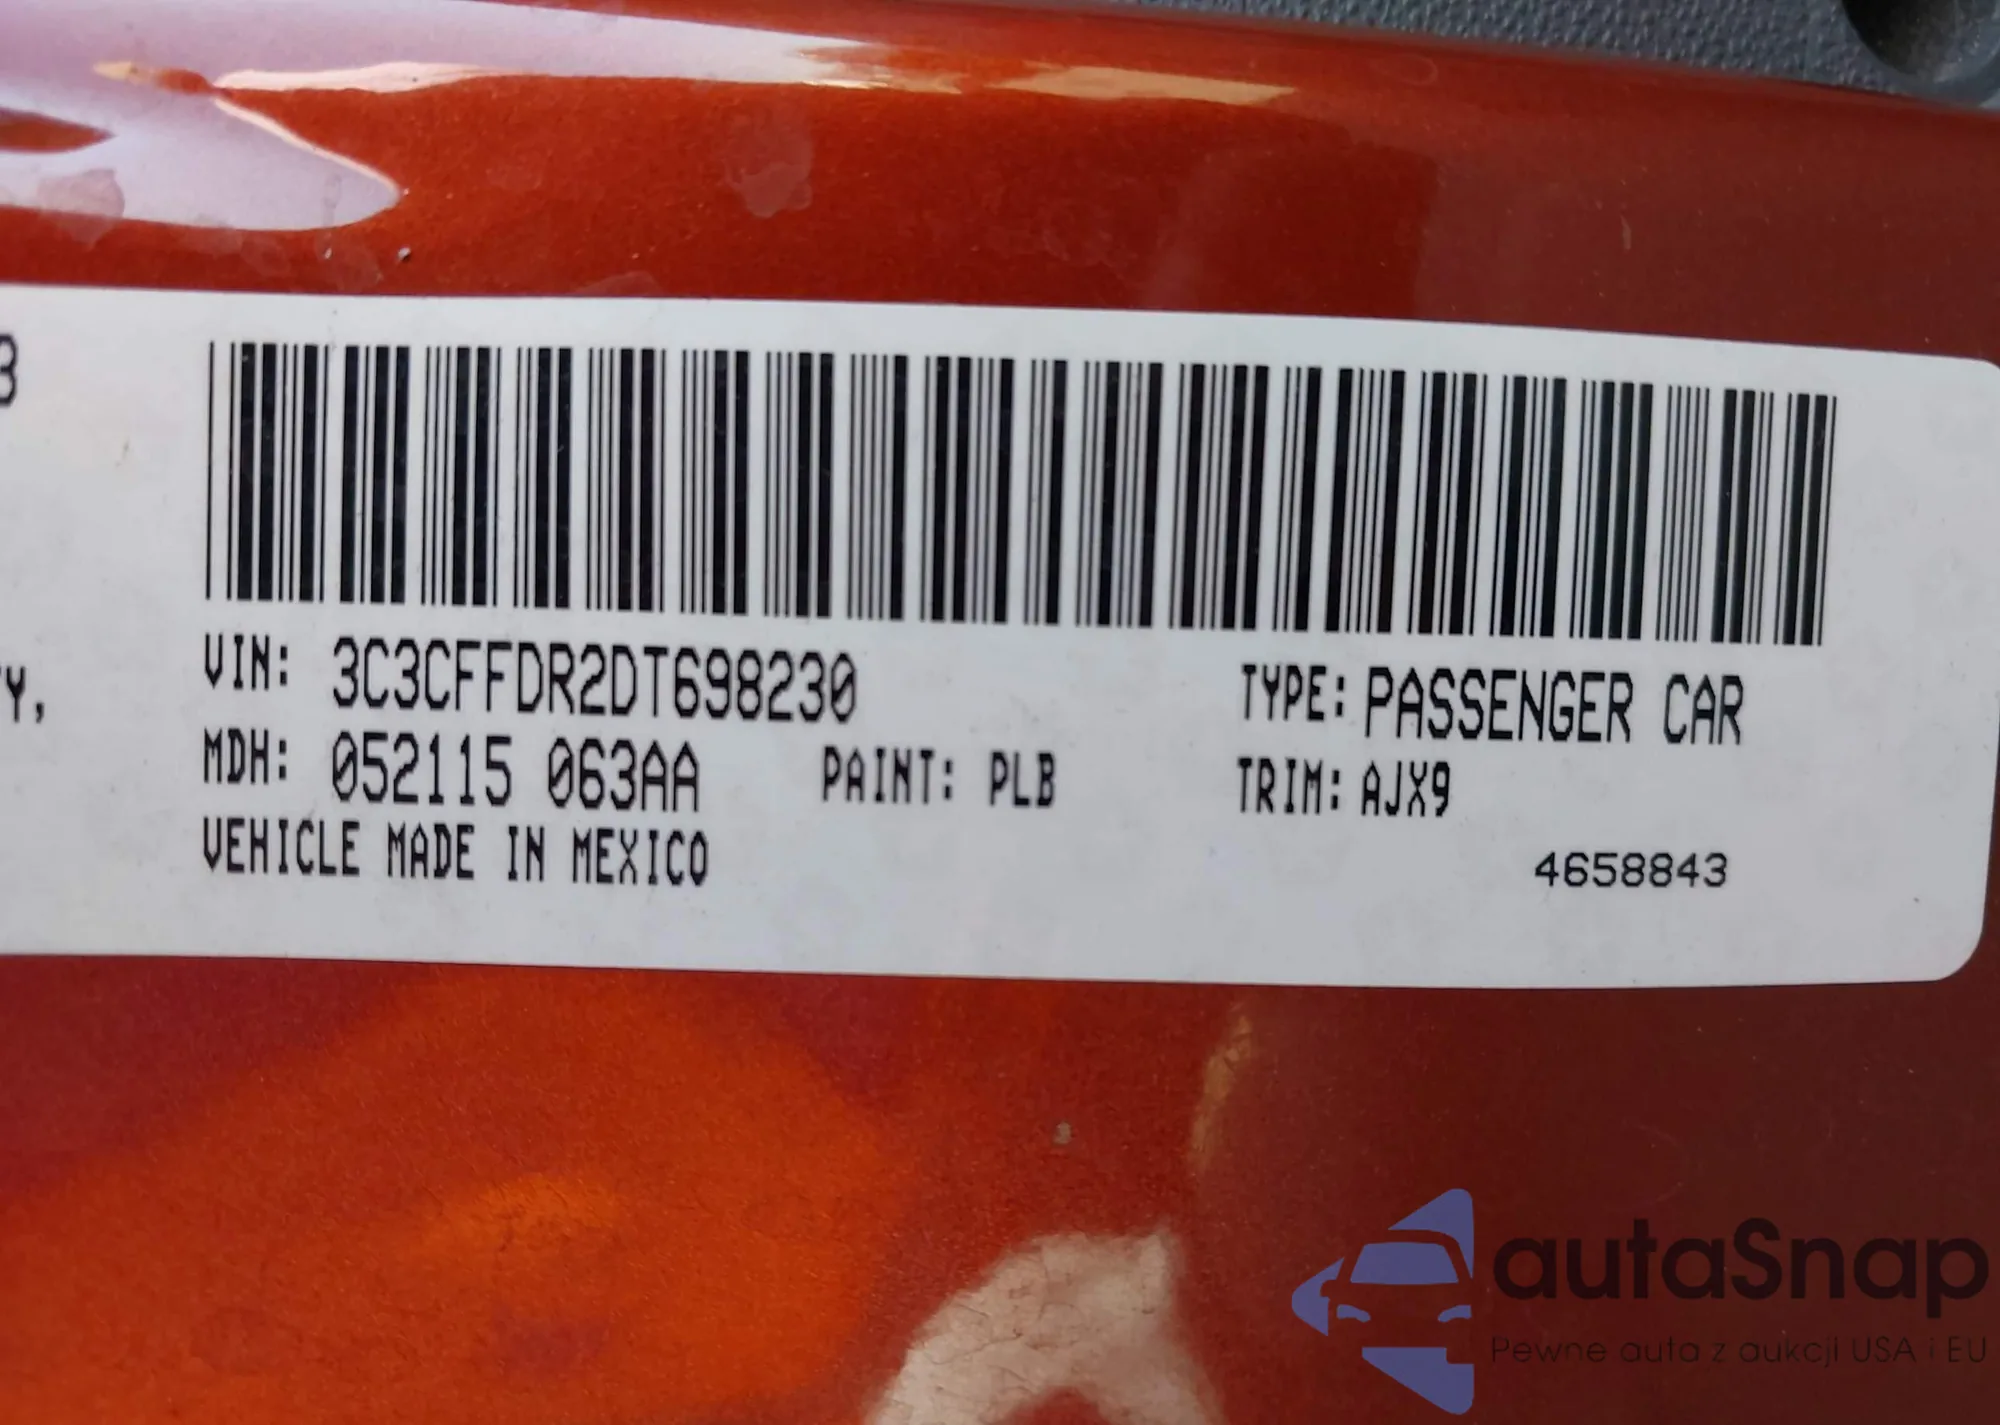 3
VIN: 3C3CFFDR2DT698230
TYPE: PASSENGER CAR
Y,
MDH: 052115 063AA
PAINT: PLB
TRIM: AJX9
VEHICLE MADE IN MEXICO
4658843
autaSnap
Pewne auta z aukcji USA i EU